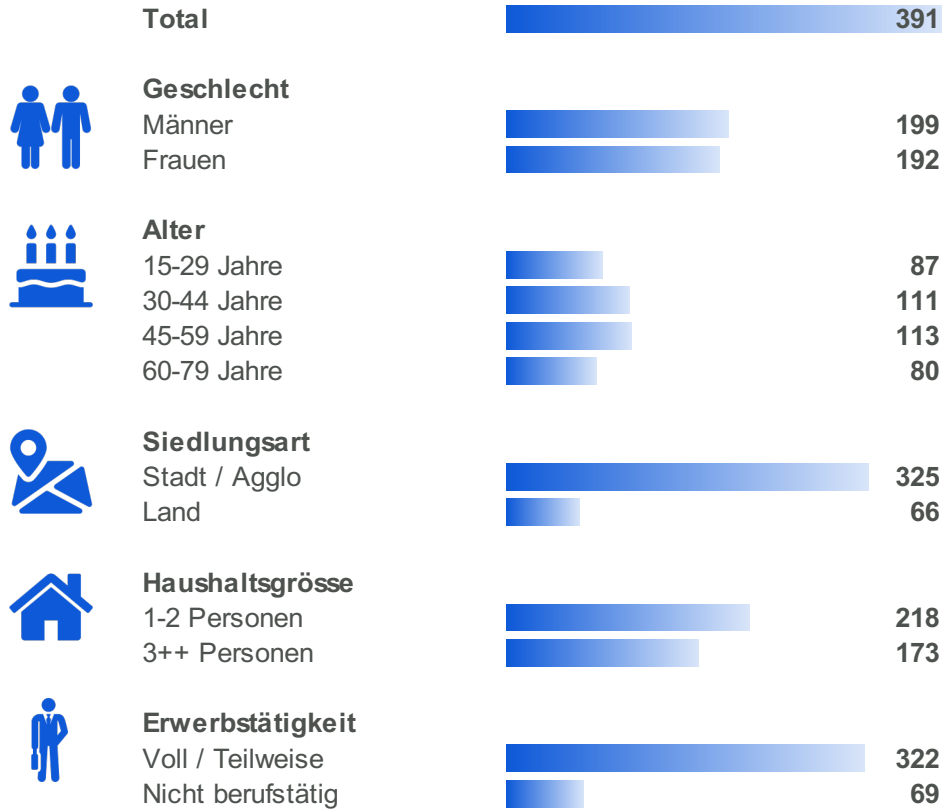 Total 391
Geschlecht
Männer 199
Frauen 192
Alter
15-29 Jahre 87
30-44 Jahre 111
45-59 Jahre 113
60-79 Jahre 80
Siedlungsart
Stadt / Agglo 325
Land 66
Haushaltsgrösse
1-2 Personen 218
3++ Personen 173
Erwerbstätigkeit
Voll / Teilweise 322
Nicht berufstätig 69